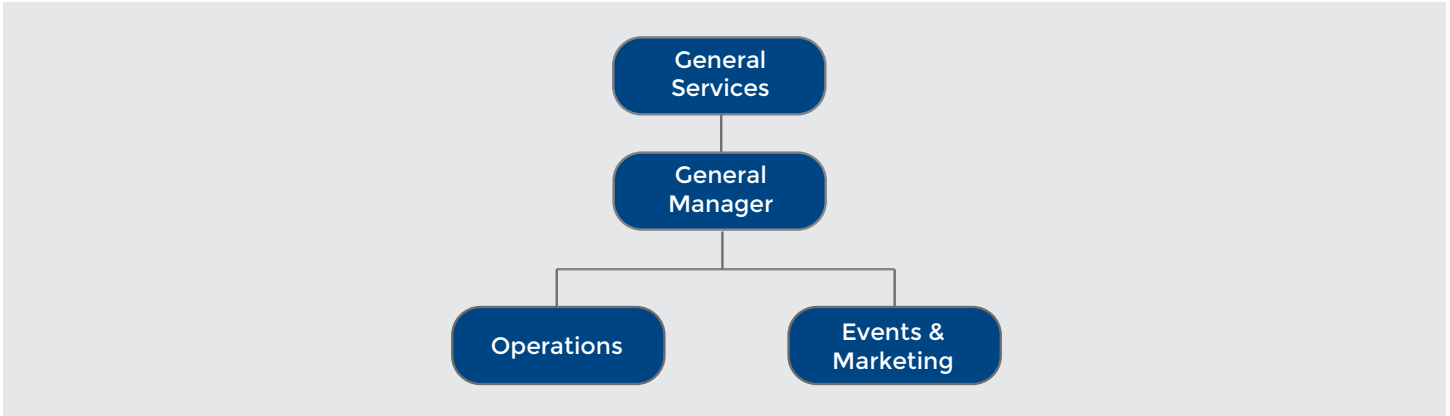 General
Services
General
Manager
Operations
Events &
Marketing